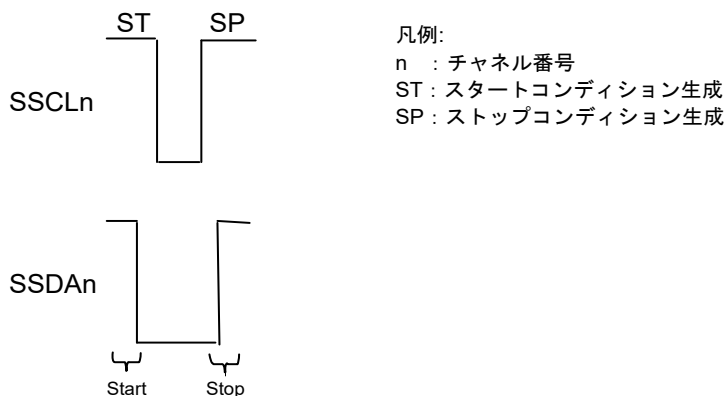 ST SP
SSCLn
SSDAn
Start Stop
凡例:
n : チャネル番号
ST : スタートコンディション生成
SP : ストップコンディション生成